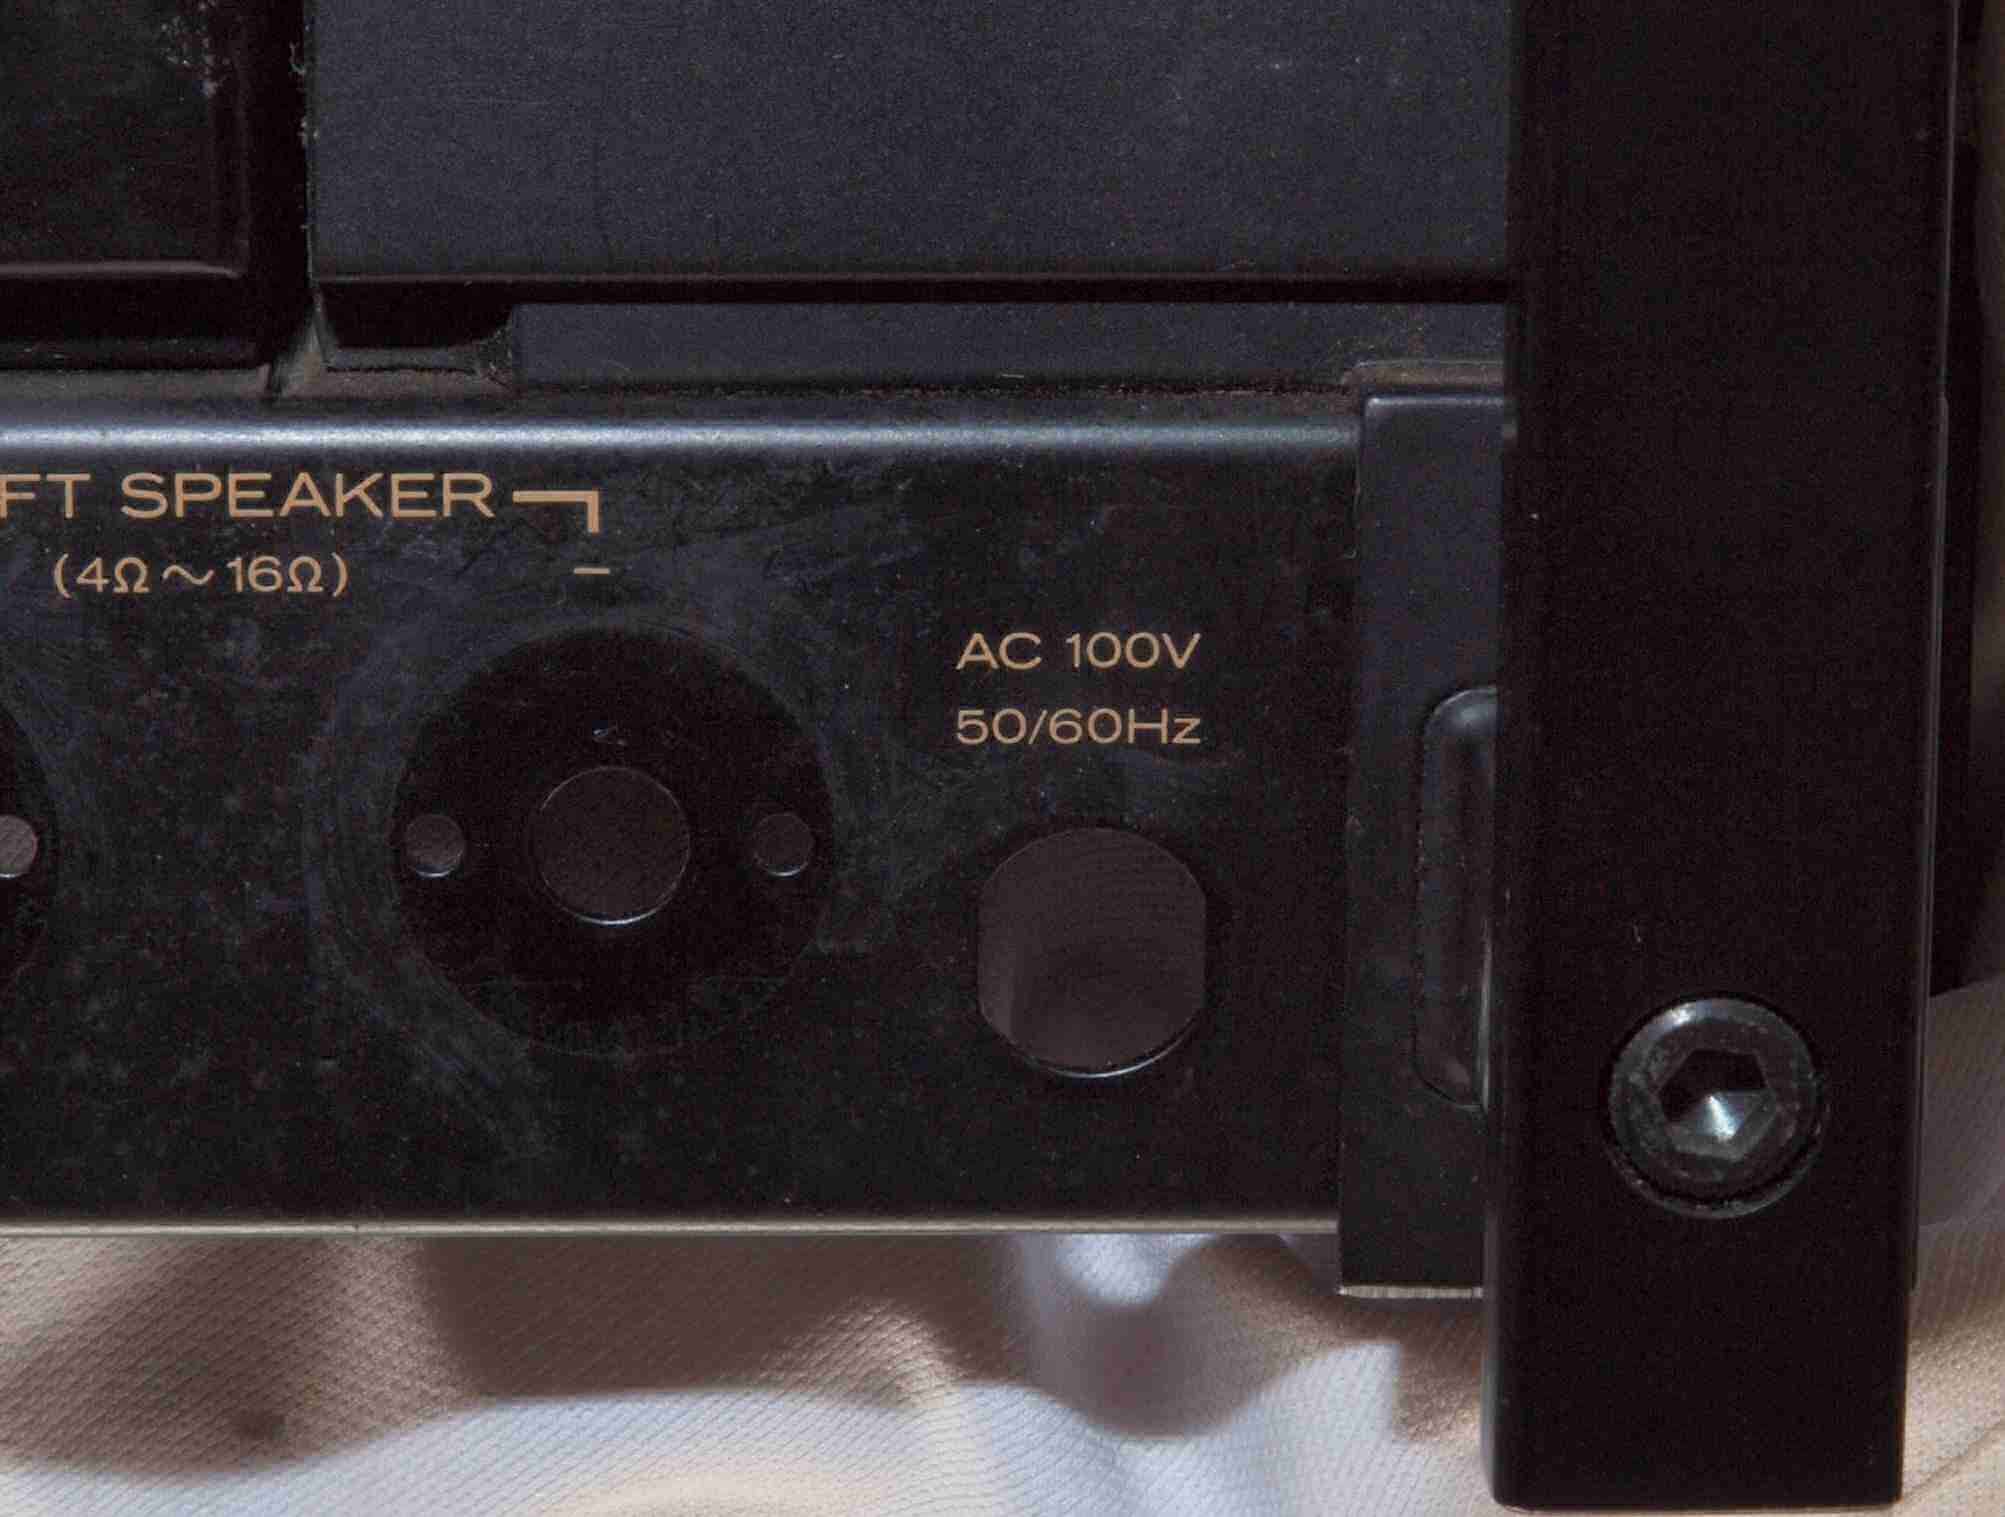 FT SPEAKER
–
(4Ω~16Ω)
AC 100V
50/60Hz